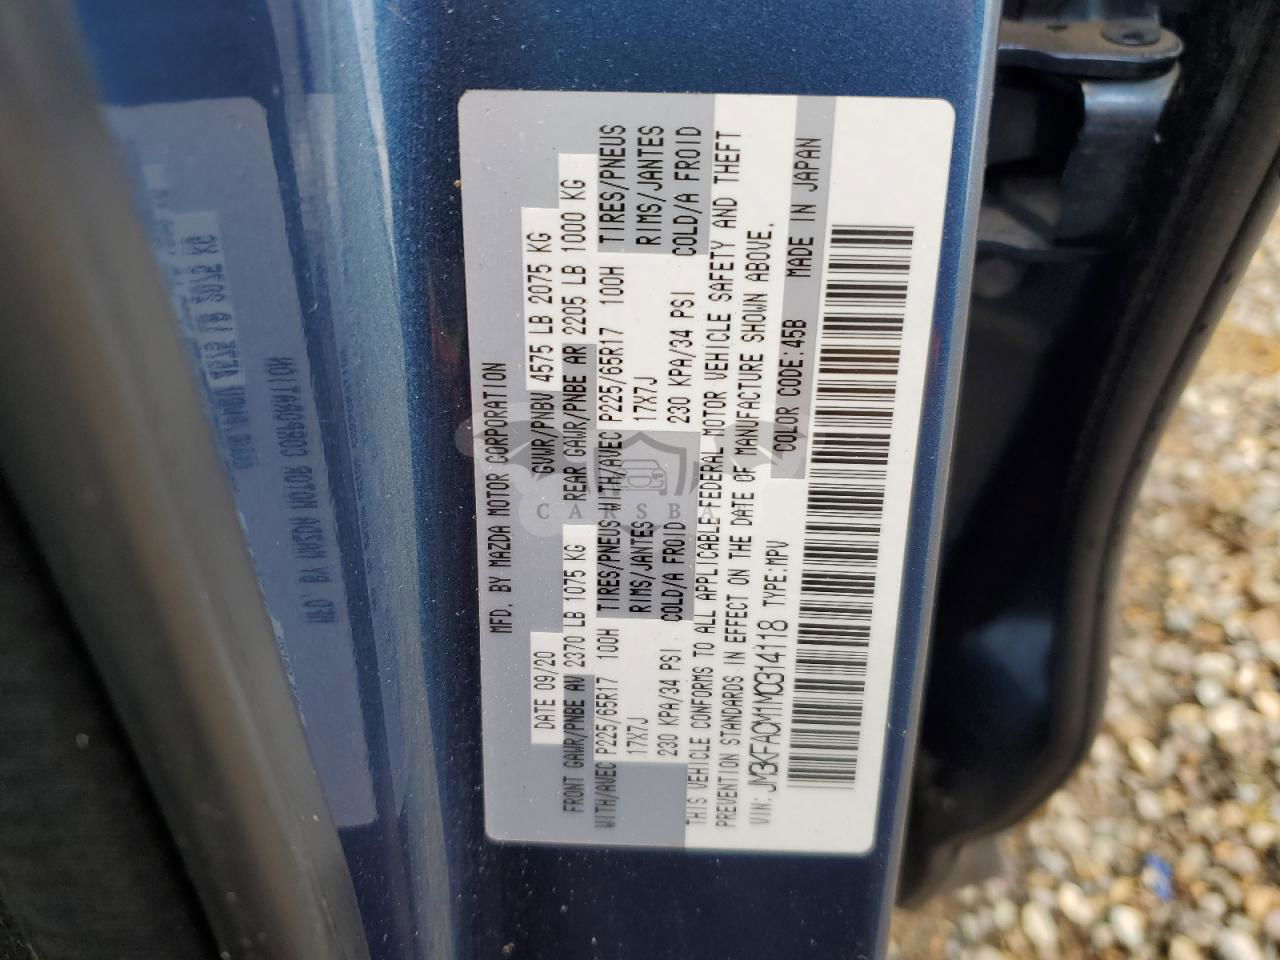 MFD. BY MAZDA MOTOR CORPORATION
DATE 09/20 GVWR/PNBV 4575 LB 2075 KG
FRONT GAWR/PNBE AV 2370 LB 1075 KG REAR GAWR/PNBE AR 2205 LB 1000 KG
WITH/AVEC P225/65R17 100H TIRES/PNEUS WITH/AVEC P225/65R17 100H TIRES/PNEUS
17X7J RIMS/JANTES 17X7J RIMS/JANTES
230 KPA/34 PSI COLD/A FROID 230 KPA/34 PSI COLD/A FROID
THIS VEHICLE CONFORMS TO ALL APPLICABLE FEDERAL MOTOR VEHICLE SAFETY AND THEFT
PREVENTION STANDARDS IN EFFECT ON THE DATE OF MANUFACTURE SHOWN ABOVE.
VIN: JM3KFACM1M0314118 TYPE:MPV COLOR CODE:45B MADE IN JAPAN
CARSBA